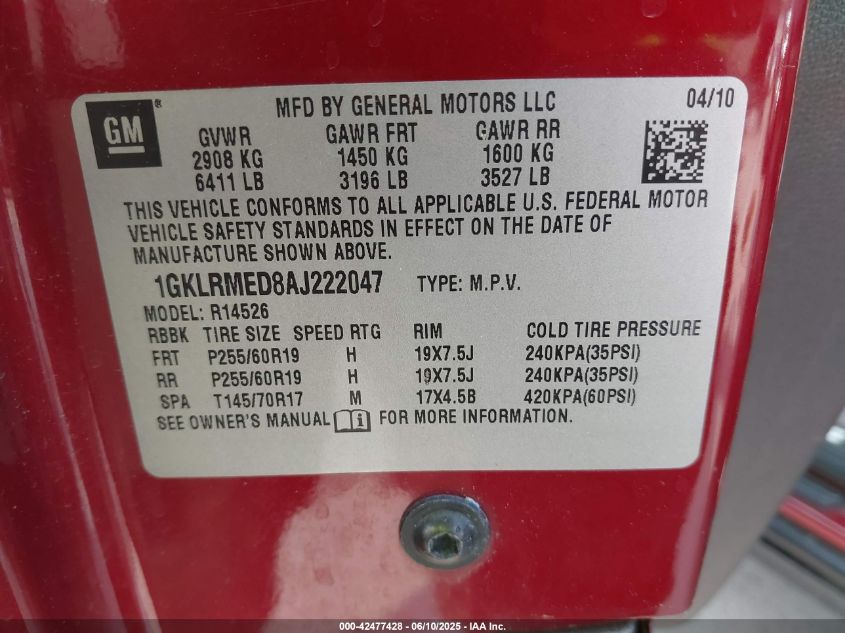 GM ®
MFD BY GENERAL MOTORS LLC 04/10
GVWR GAWR FRT GAWR RR
2908 KG 1450 KG 1600 KG
6411 LB 3196 LB 3527 LB
THIS VEHICLE CONFORMS TO ALL APPLICABLE U.S. FEDERAL MOTOR
VEHICLE SAFETY STANDARDS IN EFFECT ON THE DATE OF
MANUFACTURE SHOWN ABOVE.
1GKLRMED8AJ222047 TYPE: M.P.V.
MODEL: R14526
RBBK TIRE SIZE SPEED RTG RIM COLD TIRE PRESSURE
FRT P255/60R19 H 19X7.5J 240KPA(35PSI)
RR P255/60R19 H 19X7.5J 240KPA(35PSI)
SPA T145/70R17 M 17X4.5B 420KPA(60PSI)
SEE OWNER'S MANUAL i FOR MORE INFORMATION.
000-42477428 - 06/10/2025 - IAA Inc.